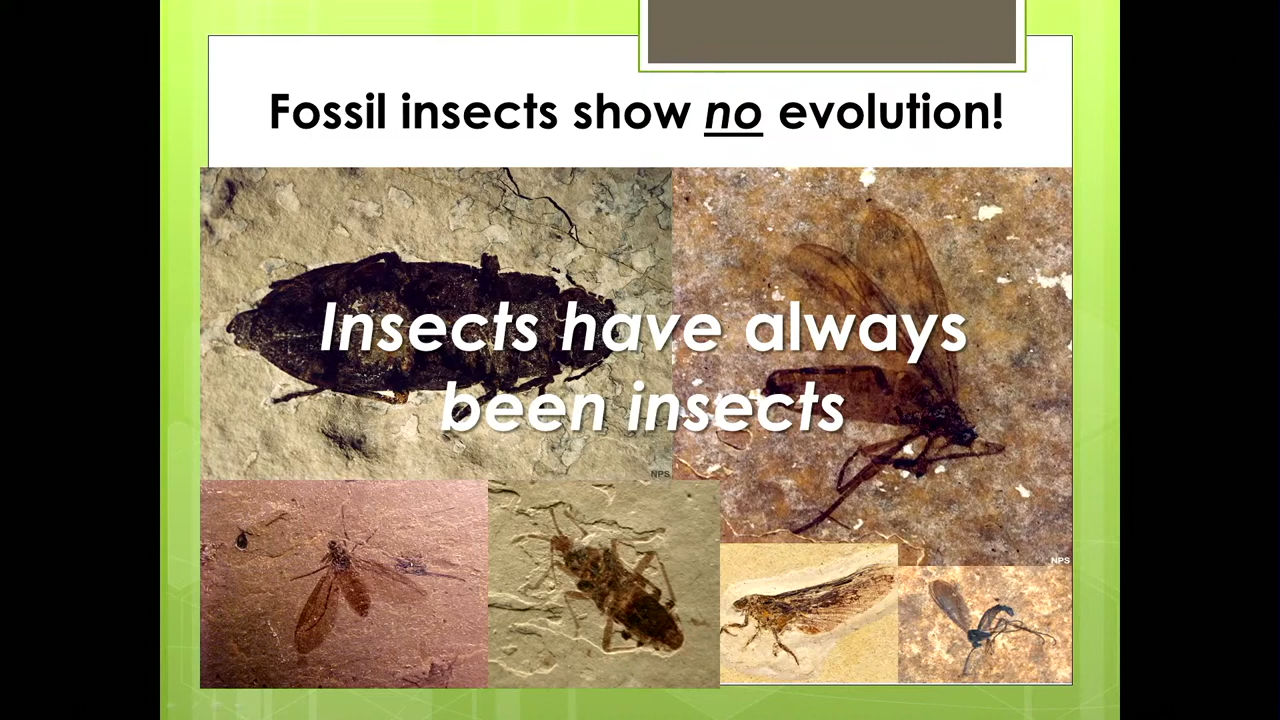 Fossil insects show no evolution!
Insects have always
been insects
NPS
NPS